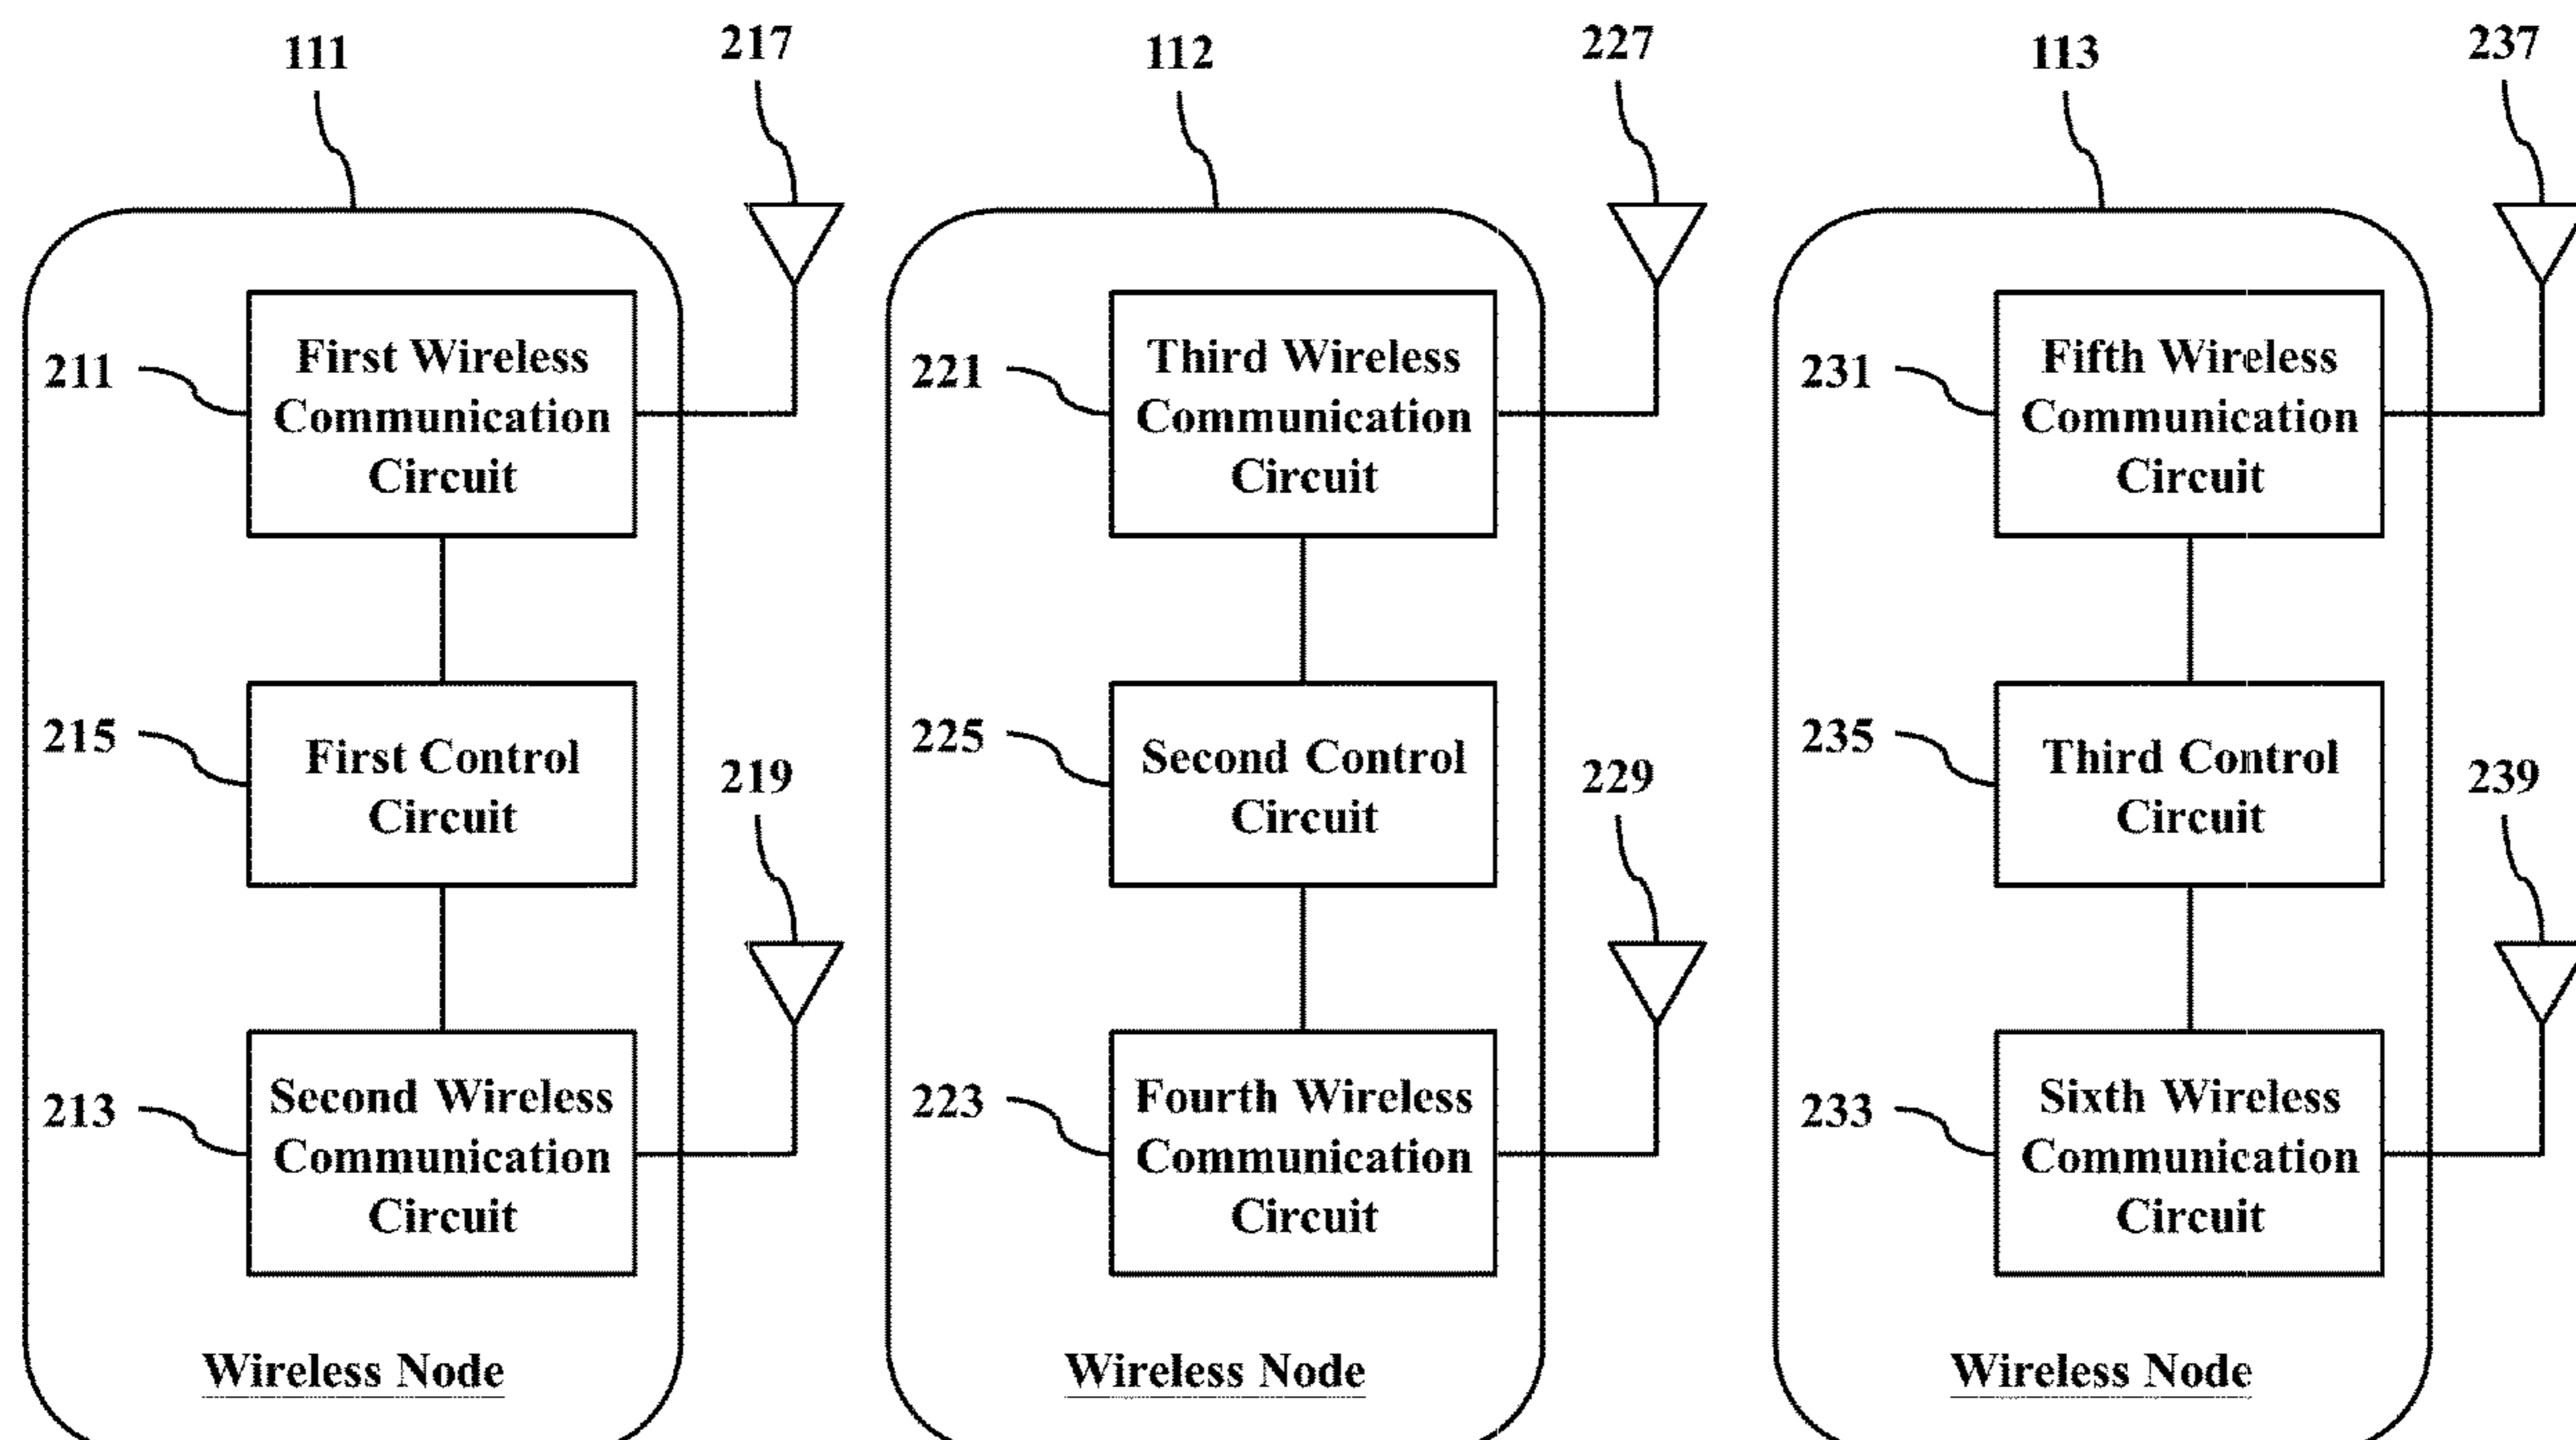 111
217
112
227
113
237
211
First Wireless
Communication
Circuit
221
Third Wireless
Communication
Circuit
231
Fifth Wireless
Communication
Circuit
215
First Control
Circuit
219
225
Second Control
Circuit
229
235
Third Control
Circuit
239
213
Second Wireless
Communication
Circuit
223
Fourth Wireless
Communication
Circuit
233
Sixth Wireless
Communication
Circuit
Wireless Node
Wireless Node
Wireless Node